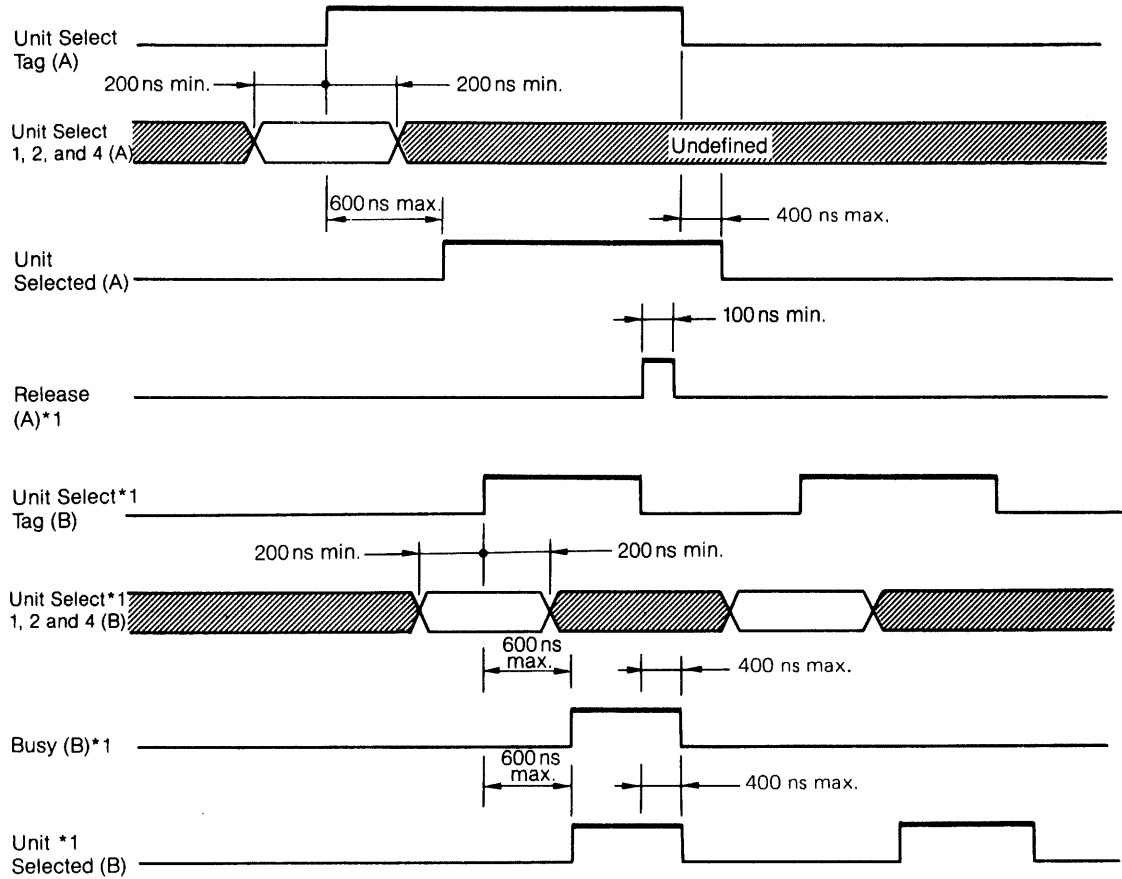 Unit Select
Tag (A)
200 ns min.
200 ns min.
Unit Select
1, 2, and 4 (A)
Undefined
600 ns max.
400 ns max.
Unit
Selected (A)
100 ns min.
Release
(A)*1
Unit Select*1
Tag (B)
200 ns min.
200 ns min.
Unit Select*1
1, 2 and 4 (B)
600 ns
max.
400 ns max.
Busy (B)*1
600 ns
max.
400 ns max.
Unit *1
Selected (B)